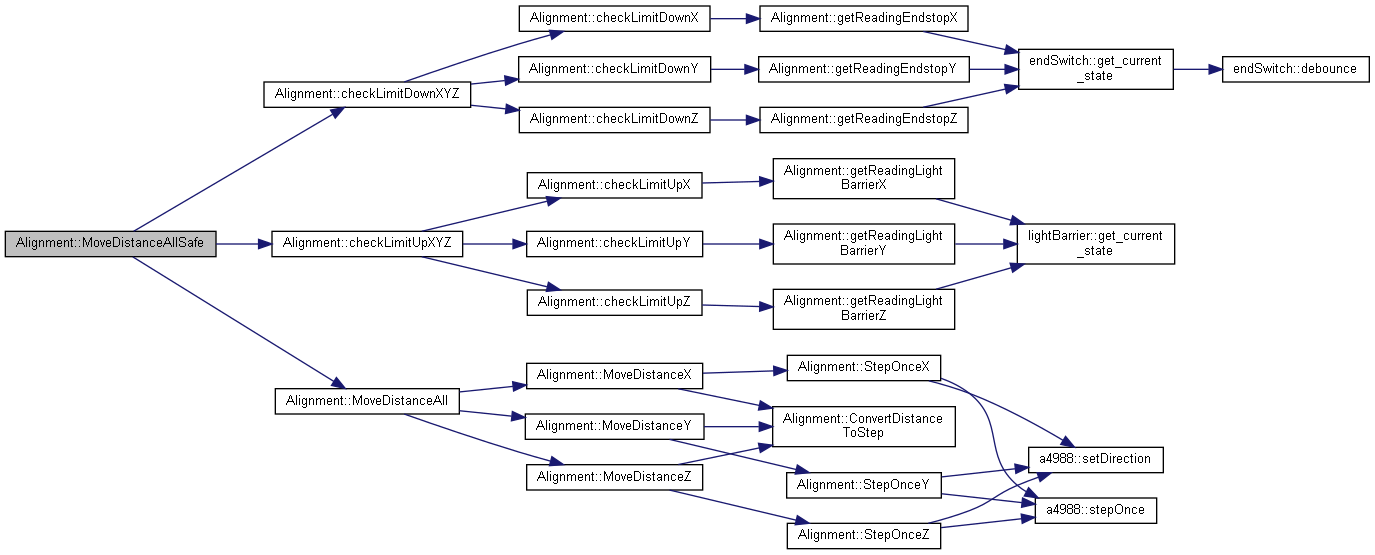 Alignment::MoveDistanceAllSafe
Alignment::checkLimitDownXYZ
Alignment::checkLimitDownX
Alignment::getReadingEndstopX
endSwitch::get_current
_state
endSwitch::debounce
Alignment::checkLimitDownY
Alignment::getReadingEndstopY
Alignment::checkLimitDownZ
Alignment::getReadingEndstopZ
Alignment::checkLimitUpXYZ
Alignment::checkLimitUpX
Alignment::getReadingLight
BarrierX
lightBarrier::get_current
_state
Alignment::checkLimitUpY
Alignment::getReadingLight
BarrierY
Alignment::checkLimitUpZ
Alignment::getReadingLight
BarrierZ
Alignment::MoveDistanceAll
Alignment::MoveDistanceX
Alignment::StepOnceX
Alignment::ConvertDistance
ToStep
Alignment::MoveDistanceY
Alignment::StepOnceY
Alignment::MoveDistanceZ
Alignment::StepOnceZ
a4988::setDirection
a4988::stepOnce